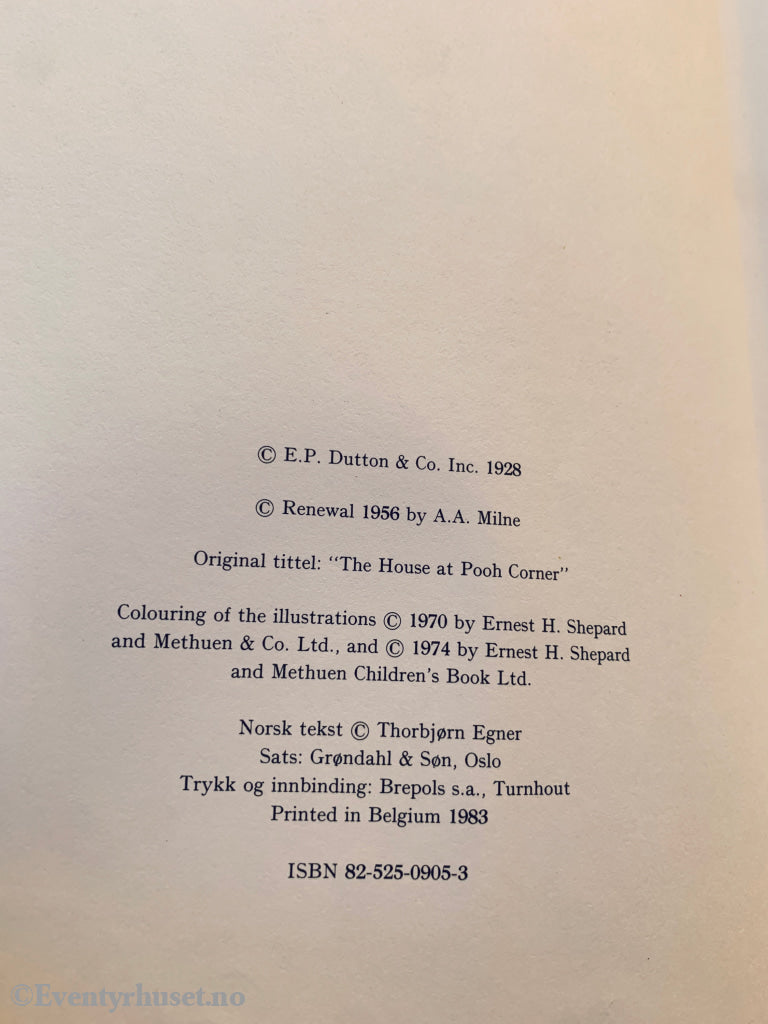 © E.P. Dutton & Co. Inc. 1928
© Renewal 1956 by A.A. Milne
Original tittel: “The House at Pooh Corner”
Colouring of the illustrations © 1970 by Ernest H. Shepard
and Methuen & Co. Ltd., and © 1974 by Ernest H. Shepard
and Methuen Children’s Book Ltd.
Norsk tekst © Thorbjørn Egner
Sats: Grøndahl & Søn, Oslo
Trykk og innbinding: Brepols s.a., Turnhout
Printed in Belgium 1983
ISBN 82-525-0905-3
©Eventyrhuset.no